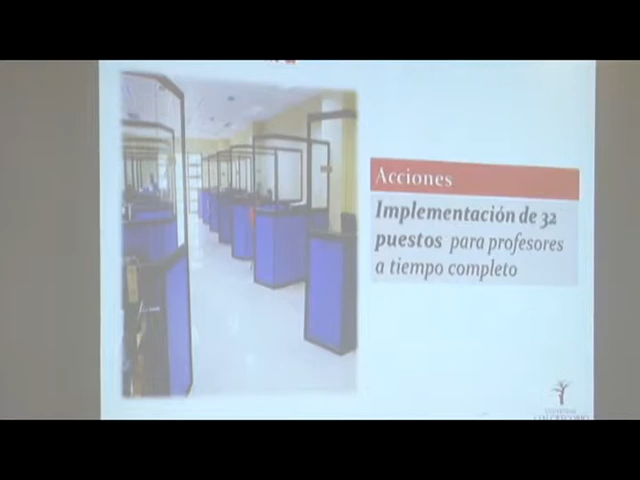 Acciones
Implementación de 32
puestos para profesores
a tiempo completo